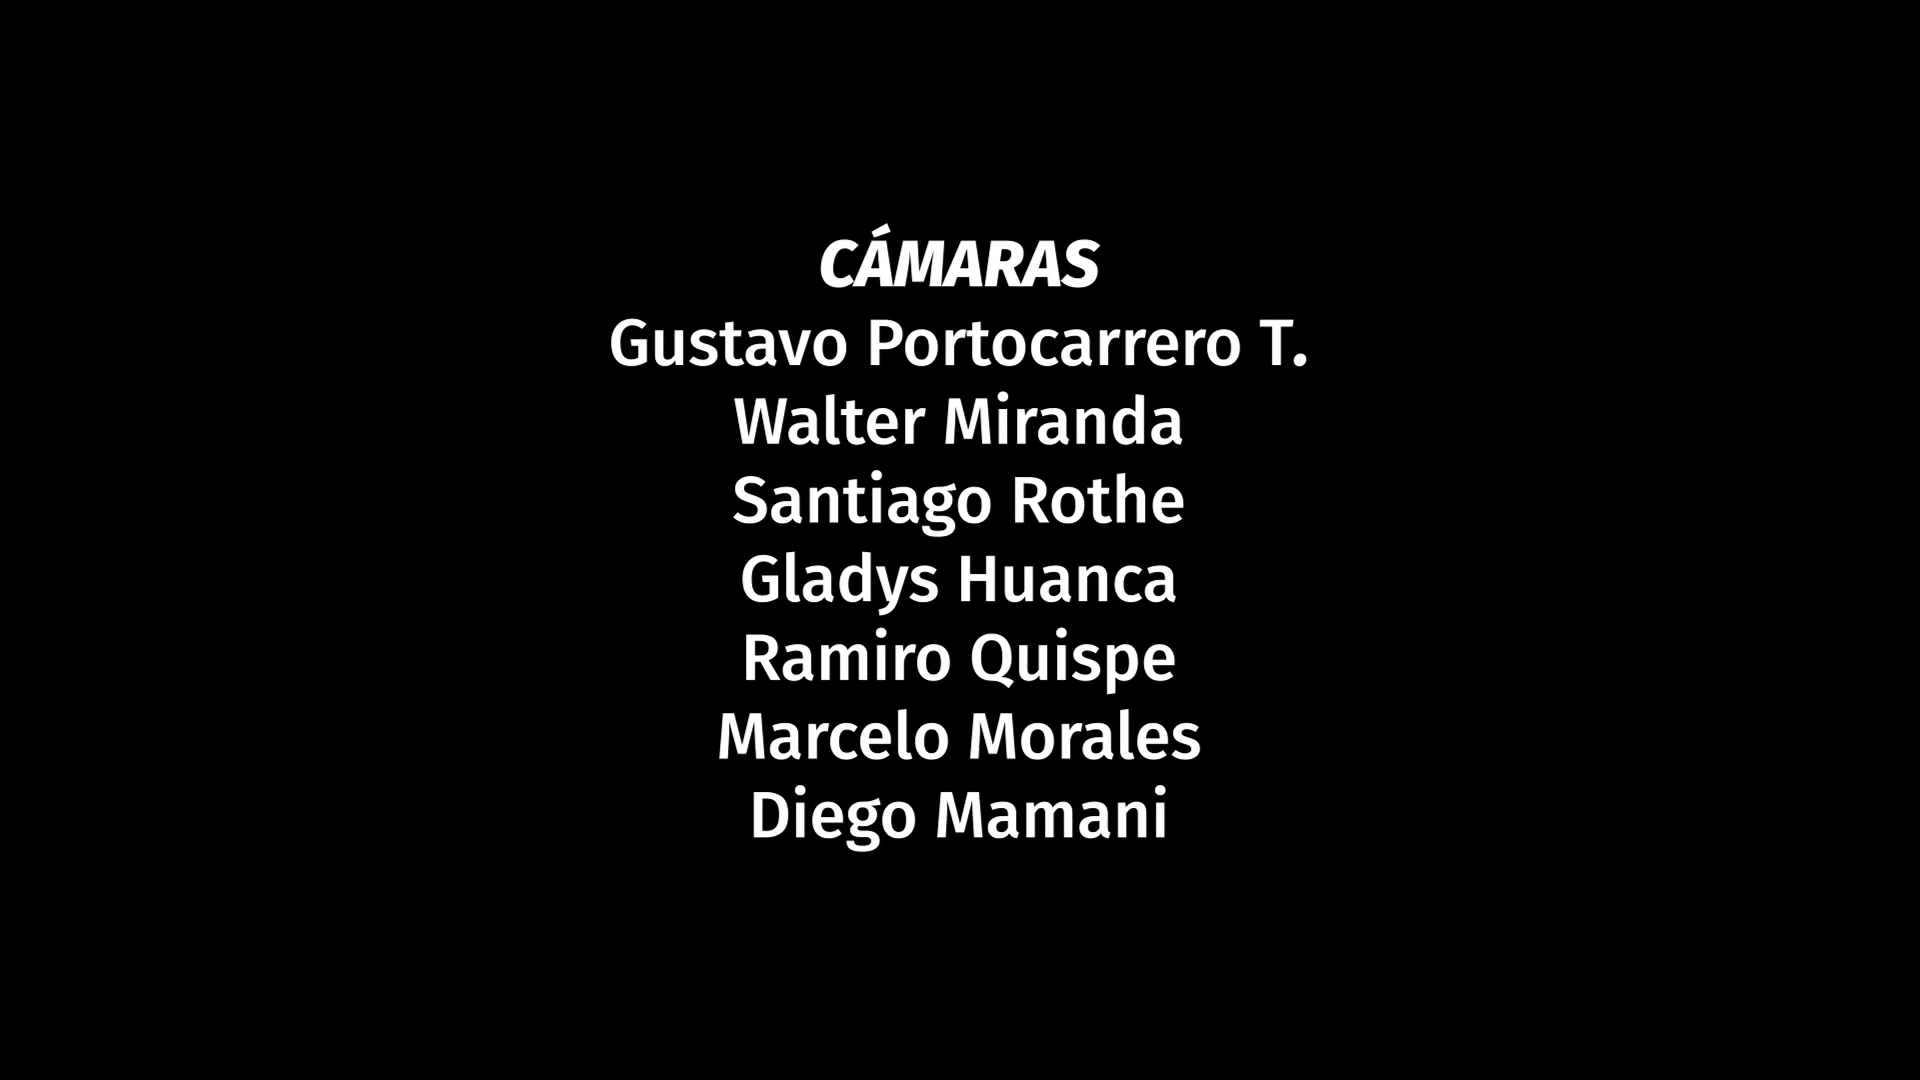 CÁMARAS
Gustavo Portocarrero T.
Walter Miranda
Santiago Rothe
Gladys Huanca
Ramiro Quispe
Marcelo Morales
Diego Mamani